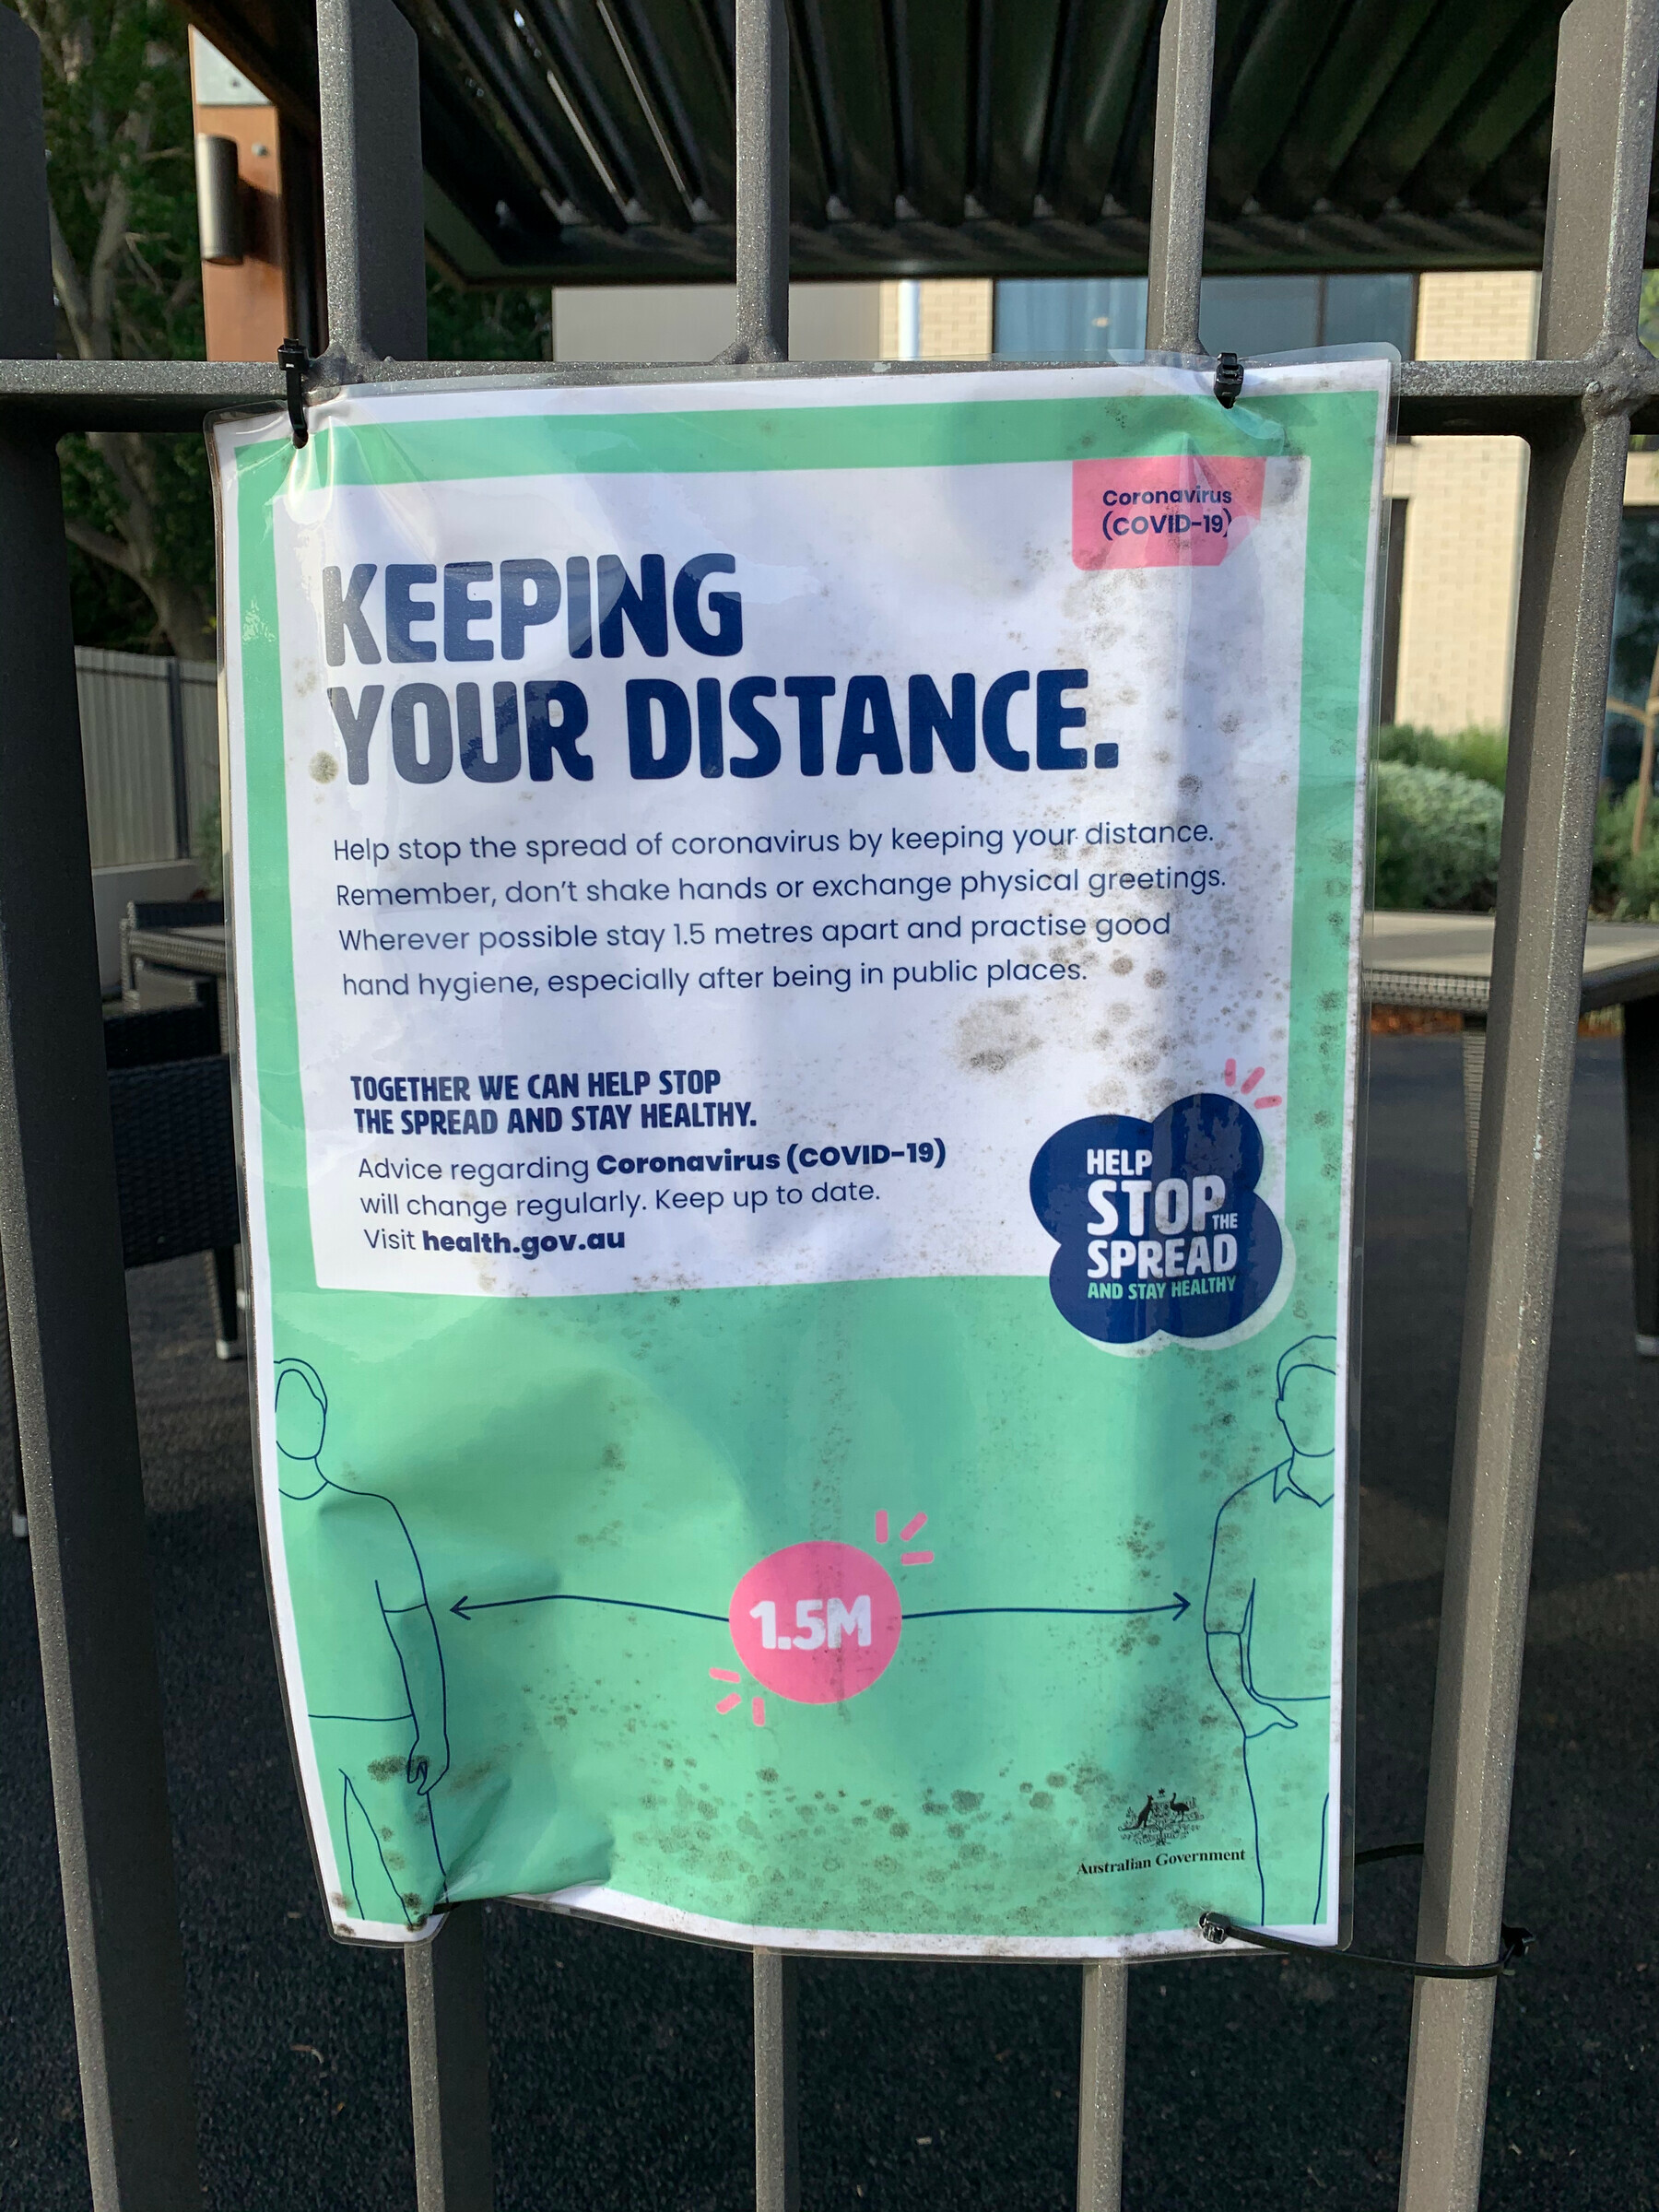 Coronavirus
(COVID-19)
KEEPING
YOUR DISTANCE.
Help stop the spread of coronavirus by keeping your distance.
Remember, don't shake hands or exchange physical greetings.
Wherever possible stay 1.5 metres apart and practise good
hand hygiene, especially after being in public places.
TOGETHER WE CAN HELP STOP
THE SPREAD AND STAY HEALTHY.
Advice regarding Coronavirus (COVID-19)
will change regularly. Keep up to date.
Visit health.gov.au
HELP
STOP THE
SPREAD
AND STAY HEALTHY
1.5M
Australian Government